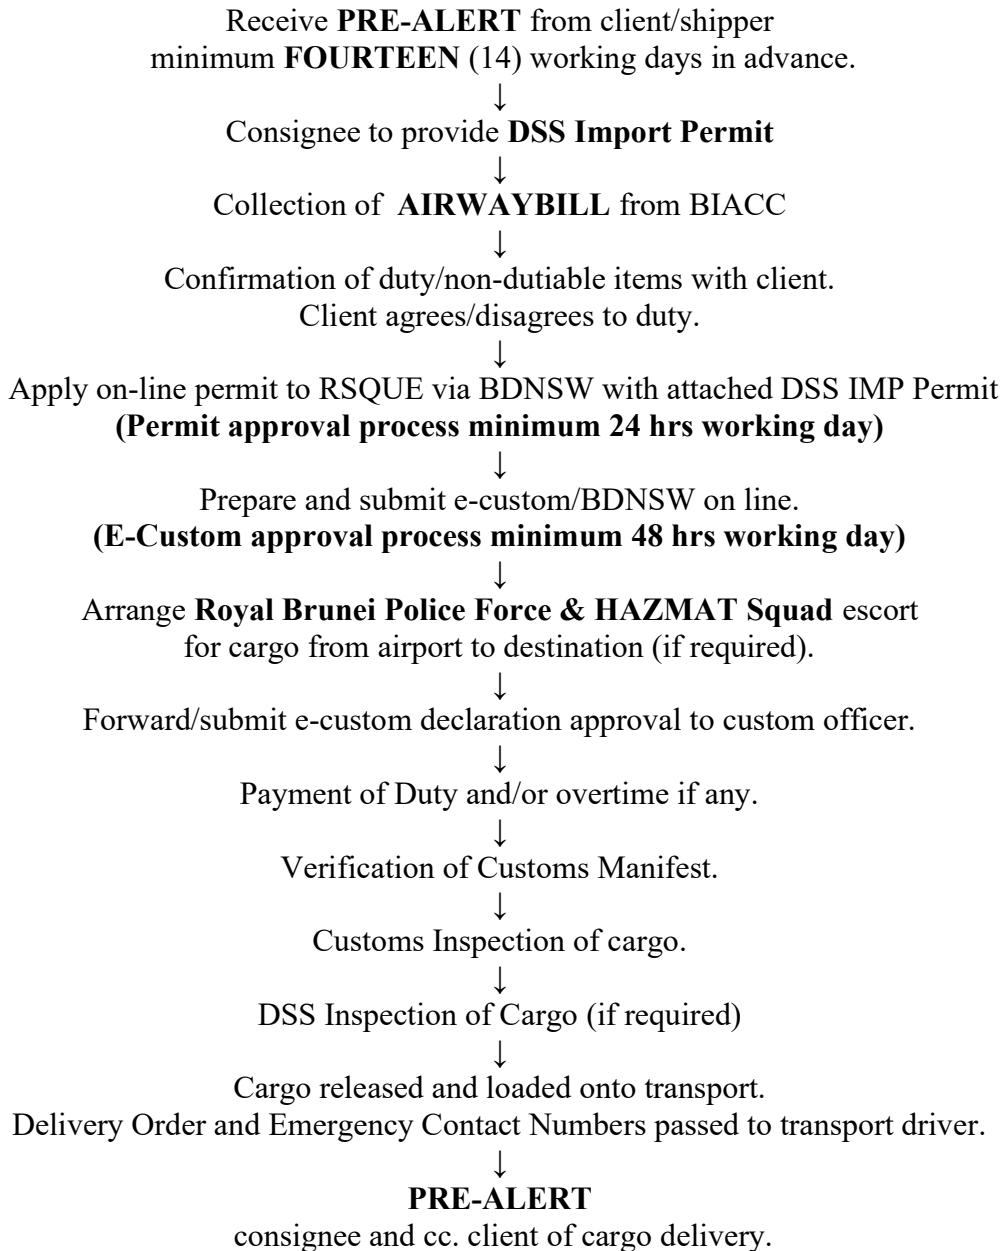 Receive PRE-ALERT from client/shipper
minimum FOURTEEN (14) working days in advance.
↓
Consignee to provide DSS Import Permit
↓
Collection of AIRWAYBILL from BIACC
↓
Confirmation of duty/non-dutiable items with client.
Client agrees/disagrees to duty.
↓
Apply on-line permit to RSQUE via BDNSW with attached DSS IMP Permit
(Permit approval process minimum 24 hrs working day)
↓
Prepare and submit e-custom/BDNSW on line.
(E-Custom approval process minimum 48 hrs working day)
↓
Arrange Royal Brunei Police Force & HAZMAT Squad escort
for cargo from airport to destination (if required).
↓
Forward/submit e-custom declaration approval to custom officer.
↓
Payment of Duty and/or overtime if any.
↓
Verification of Customs Manifest.
↓
Customs Inspection of cargo.
↓
DSS Inspection of Cargo (if required)
↓
Cargo released and loaded onto transport.
Delivery Order and Emergency Contact Numbers passed to transport driver.
↓
PRE-ALERT
consignee and cc. client of cargo delivery.